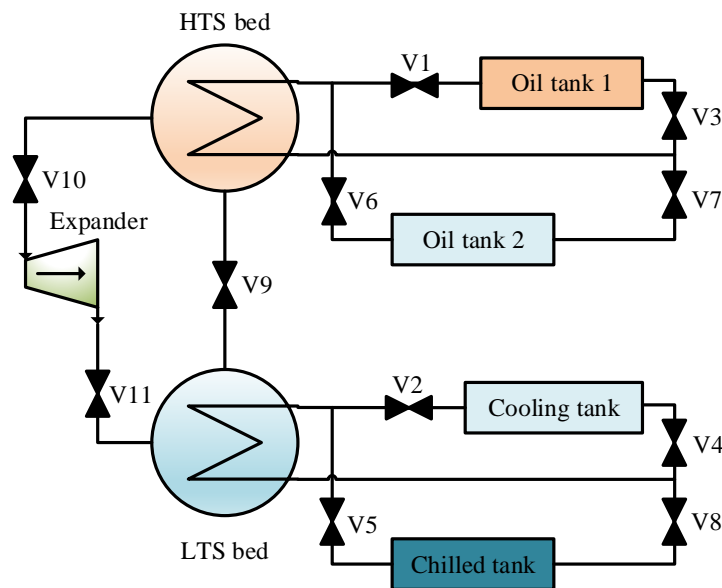 HTS bed
V1
Oil tank 1
V3
V10
V6
V7
Expander
Oil tank 2
V9
V11
V2
Cooling tank
V4
V5
V8
LTS bed
Chilled tank